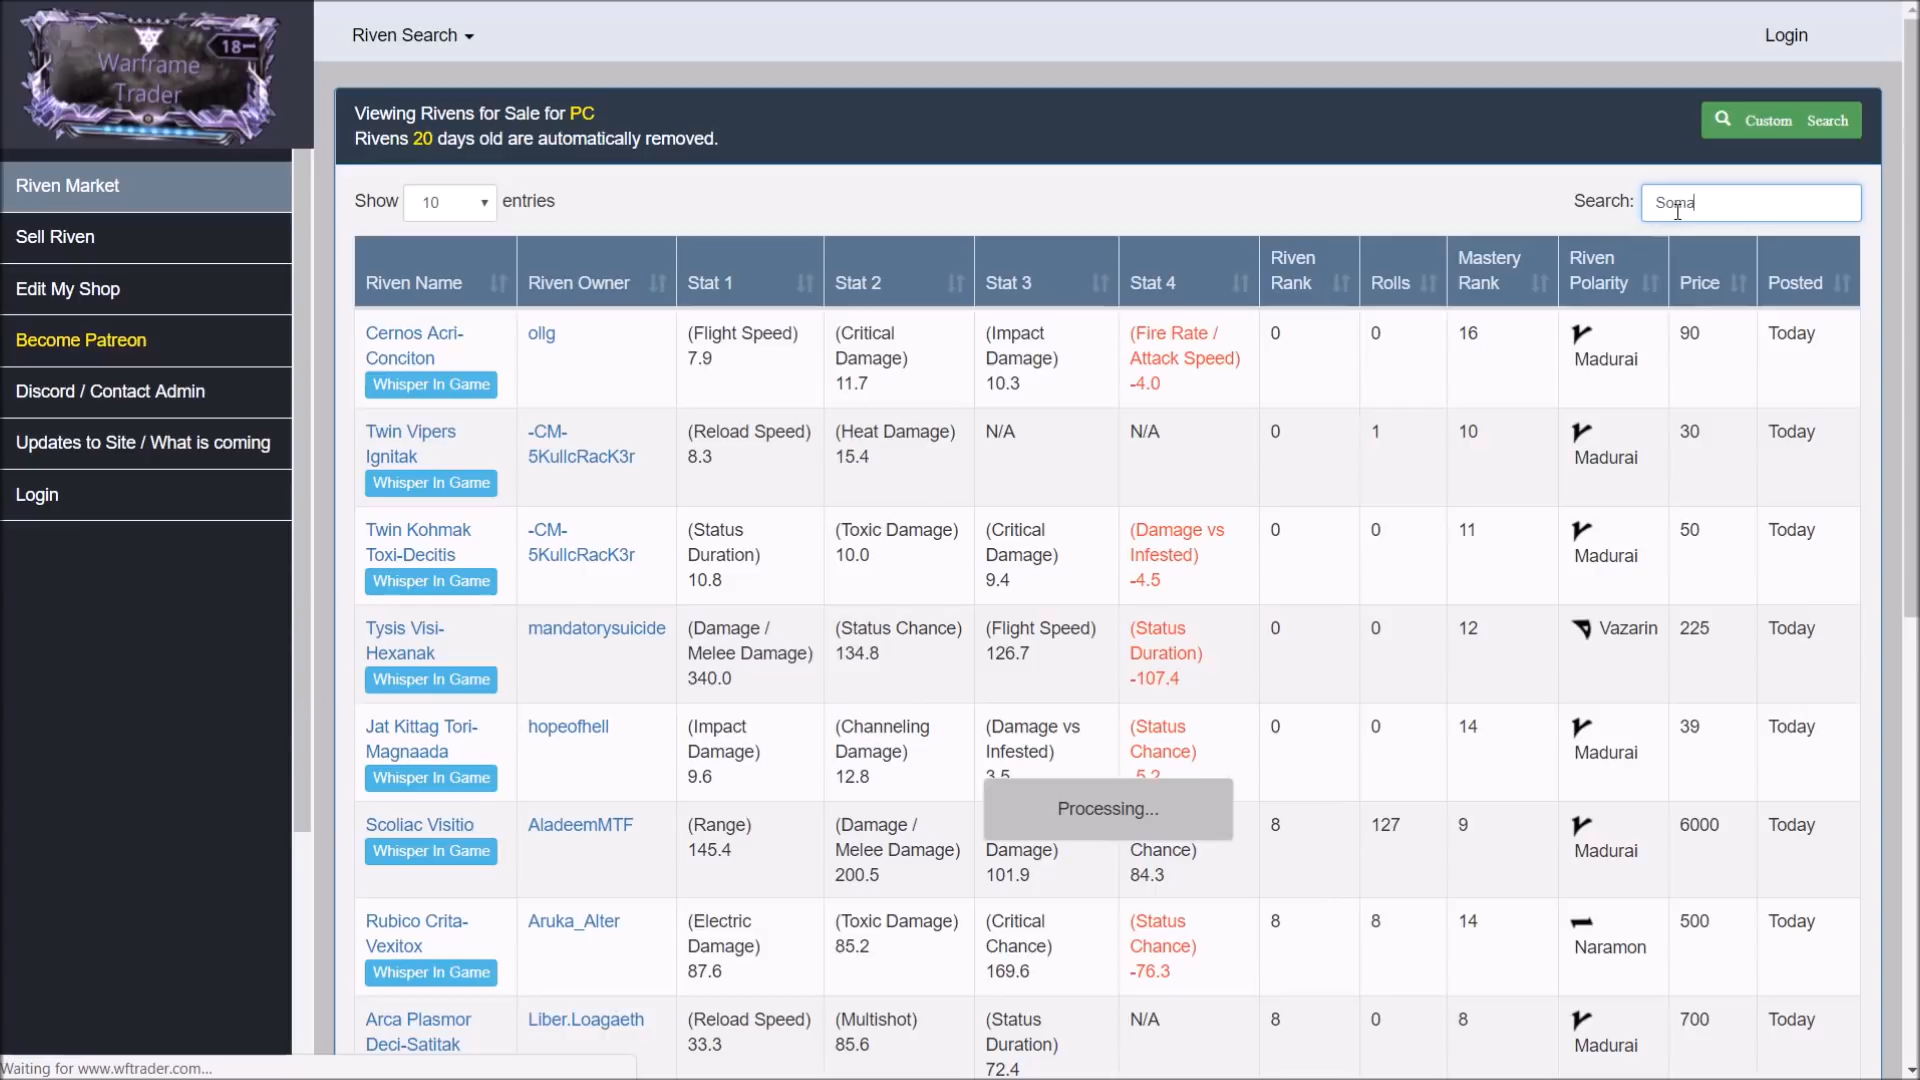 Warframe
Trader
18
Riven Search
Login
Riven Market
Sell Riven
Edit My Shop
Become Patreon
Discord / Contact Admin
Updates to Site / What is coming
Login
Viewing Rivens for Sale for PC
Rivens 20 days old are automatically removed.
Custom Search
Show 10 entries
Search: Soma
Riven Name
Riven Owner
Stat 1
Stat 2
Stat 3
Stat 4
Riven
Rank
Rolls
Mastery
Rank
Riven
Polarity
Price
Posted
Cernos Acri-
Conciton
Whisper In Game
ollg
(Flight Speed)
7.9
(Critical
Damage)
11.7
(Impact
Damage)
10.3
(Fire Rate /
Attack Speed)
-4.0
0
0
16
Madurai
90
Today
Twin Vipers
Ignitak
Whisper In Game
-CM-
5KullcRacK3r
(Reload Speed)
8.3
(Heat Damage)
15.4
N/A
N/A
0
1
10
Madurai
30
Today
Twin Kohmak
Toxi-Decitis
Whisper In Game
-CM-
5KullcRacK3r
(Status
Duration)
10.8
(Toxic Damage)
10.0
(Critical
Damage)
9.4
(Damage vs
Infested)
-4.5
0
0
11
Madurai
50
Today
Tysis Visi-
Hexanak
Whisper In Game
mandatorysuicide
(Damage /
Melee Damage)
340.0
(Status Chance)
134.8
(Flight Speed)
126.7
(Status
Duration)
-107.4
0
0
12
Vazarin
225
Today
Jat Kittag Tori-
Magnaada
Whisper In Game
hopeofhell
(Impact
Damage)
9.6
(Channeling
Damage)
12.8
(Damage vs
Infested)
3.5
(Status
Chance)
-5.2
0
0
14
Madurai
39
Today
Processing...
Scoliac Visitio
Whisper In Game
AladeemMTF
(Range)
145.4
(Damage /
Melee Damage)
200.5
Damage)
101.9
Chance)
84.3
8
127
9
Madurai
6000
Today
Rubico Crita-
Vexitox
Whisper In Game
Aruka_Alter
(Electric
Damage)
87.6
(Toxic Damage)
85.2
(Critical
Chance)
169.6
(Status
Chance)
-76.3
8
8
14
Naramon
500
Today
Arca Plasmor
Deci-Satitak
Liber.Loagaeth
(Reload Speed)
33.3
(Multishot)
85.6
(Status
Duration)
72.4
N/A
8
0
8
Madurai
700
Today
Waiting for www.wftrader.com...